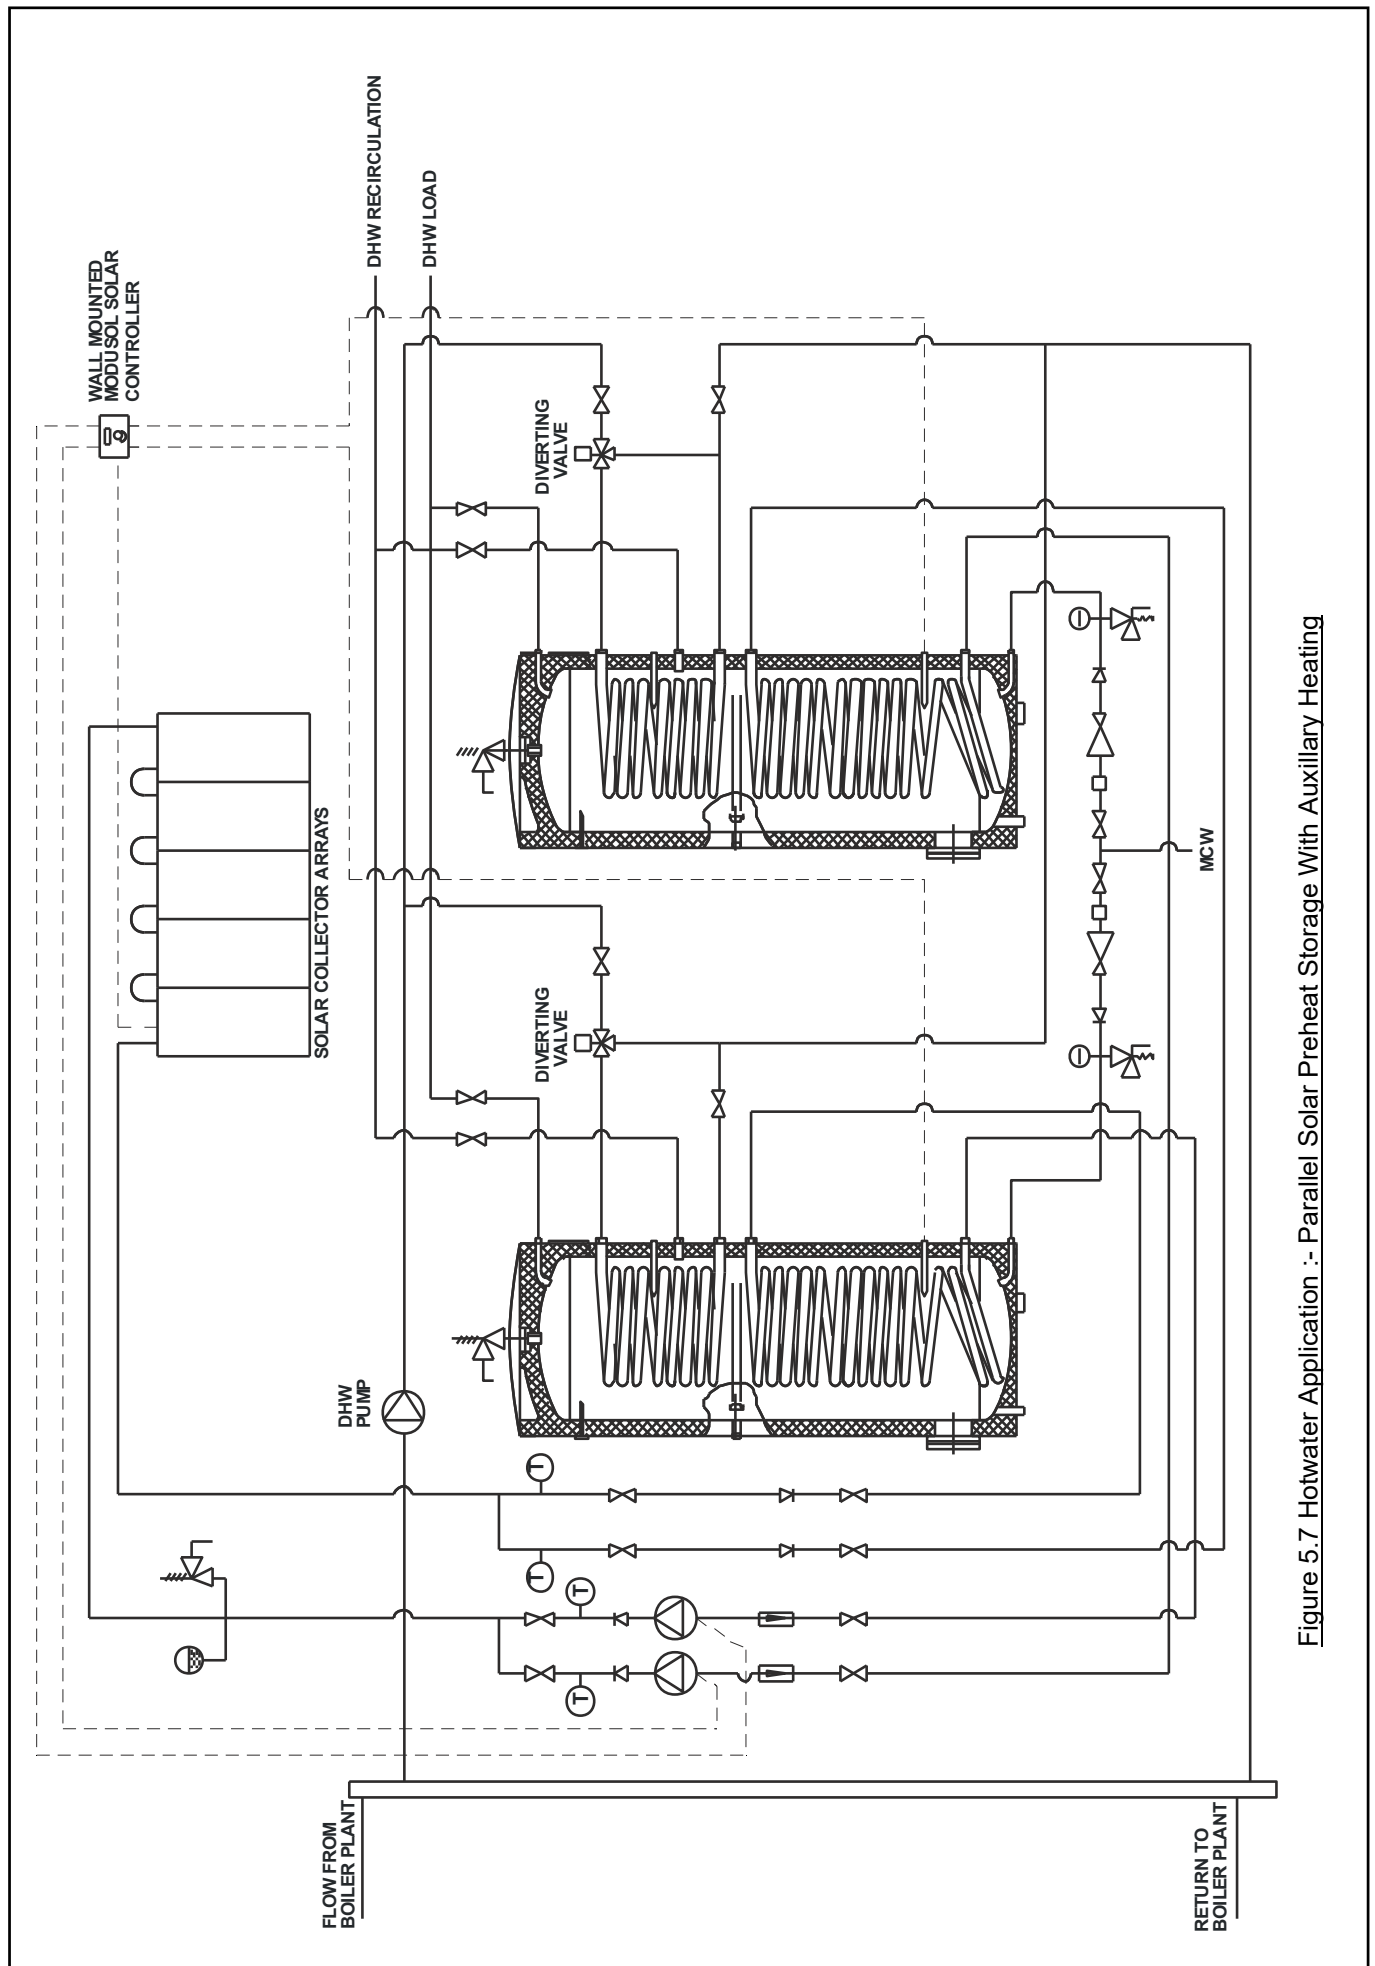 WALL MOUNTED
MODUSOL SOLAR
CONTROLLER
DHW RECIRCULATION
DHW LOAD
SOLAR COLLECTOR ARRAYS
DIVERTING
VALVE
DIVERTING
VALVE
DHW
PUMP
T
T
T
T
MCW
FLOW FROM
BOILER PLANT
RETURN TO
BOILER PLANT
Figure 5.7 Hotwater Application :- Parallel Solar Preheat Storage With Auxillary Heating